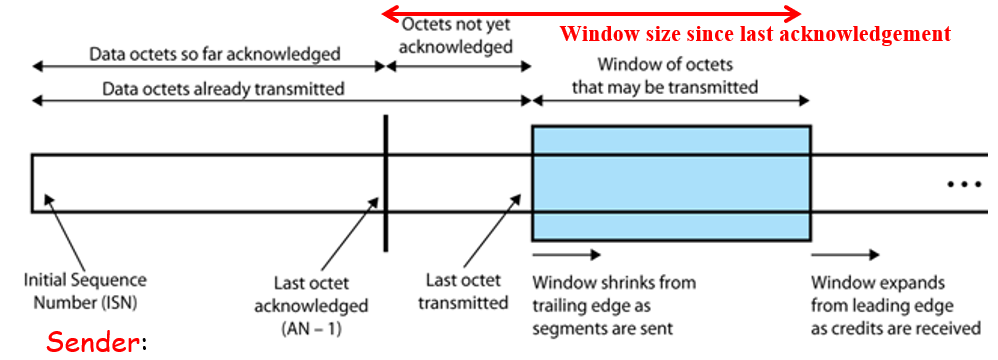 Octets not yet
acknowledged
Window size since last acknowledgement
Data octets so far acknowledged
Window of octets
that may be transmitted
Data octets already transmitted
...
Initial Sequence
Number (ISN)
Last octet
acknowledged
(AN – 1)
Last octet
transmitted
Window shrinks from
trailing edge as
segments are sent
Window expands
from leading edge
as credits are received
Sender: